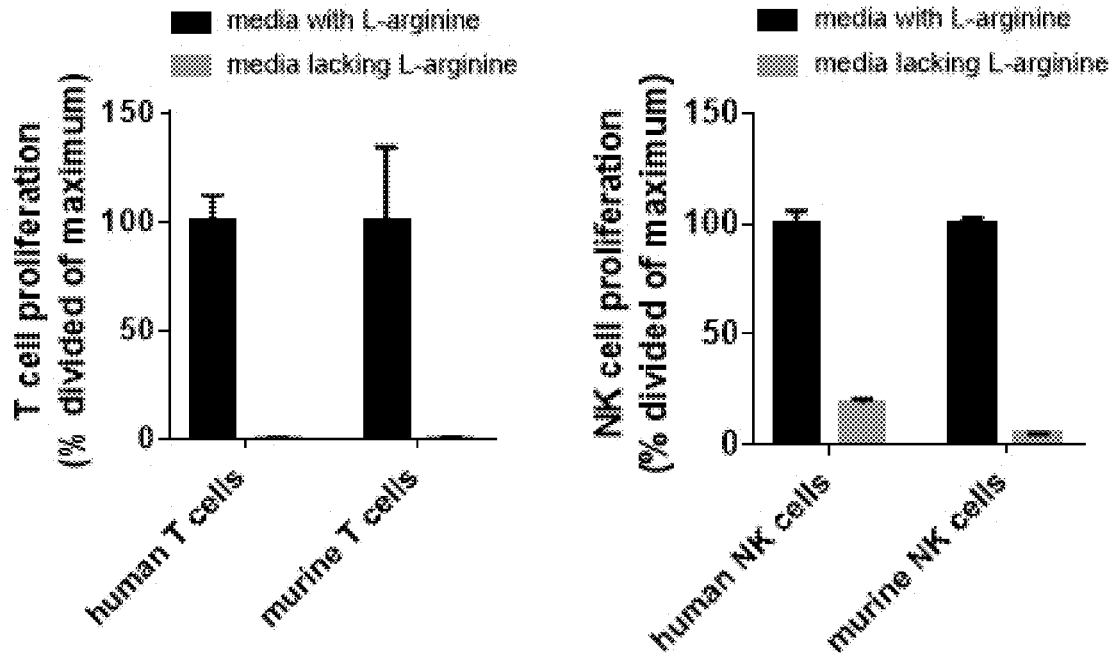 media with L-arginine
media lacking L-arginine
T cell proliferation
(% divided of maximum)
150
100
50
0
human T cells
murine T cells
media with L-arginine
media lacking L-arginine
NK cell proliferation
(% divided of maximum)
150
100
50
0
human NK cells
murine NK cells